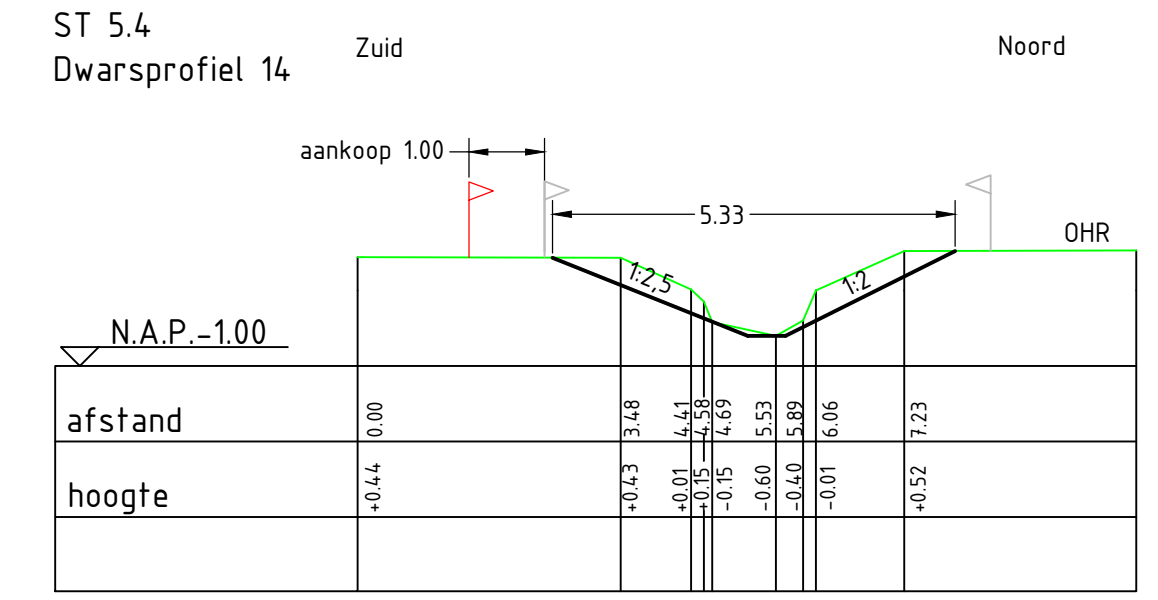 ST 5.4
Dwarsprofiel 14
Zuid
Noord
aankoop 1.00
5.33
OHR
1:2,5
1:2
N.A.P.-1.00
afstand 0.00 3.48 4.41 4.58 4.69 5.53 5.89 6.06 7.23
hoogte +0.44 +0.43 +0.01 +0.15 -0.15 -0.60 -0.40 -0.01 +0.52